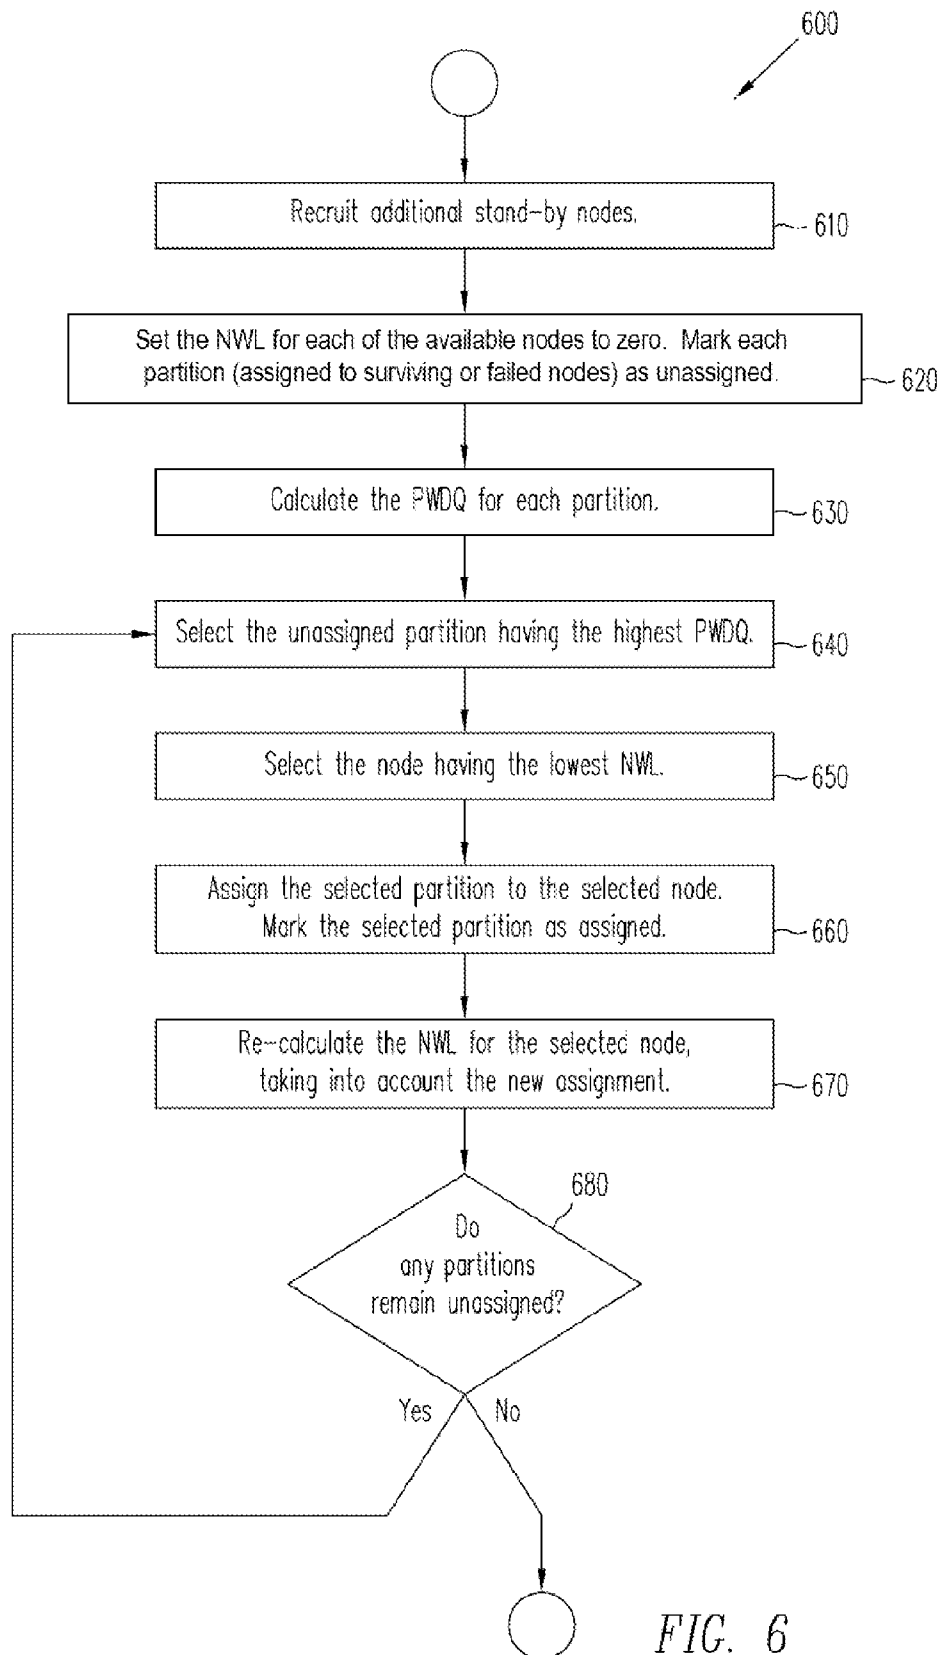 600
Recruit additional stand-by nodes.
610
Set the NWL for each of the available nodes to zero. Mark each
partition (assigned to surviving or failed nodes) as unassigned.
620
Calculate the PWDQ for each partition.
630
Select the unassigned partition having the highest PWDQ.
640
Select the node having the lowest NWL.
650
Assign the selected partition to the selected node.
Mark the selected partition as assigned.
660
Re-calculate the NWL for the selected node,
taking into account the new assignment.
670
680
Do
any partitions
remain unassigned?
Yes
No
FIG. 6